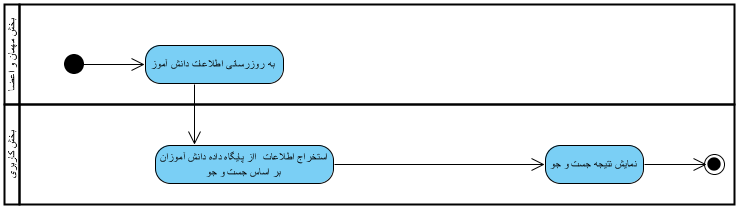 بخش مهمان و اعضا
به روزرسانی اطلاعات دانش آموز
بخش کاربری
استخراج اطلاعات  ااز پایگاه داده دانش آموزان
بر اساس جست و جو
نمایش نتیجه جست و جو